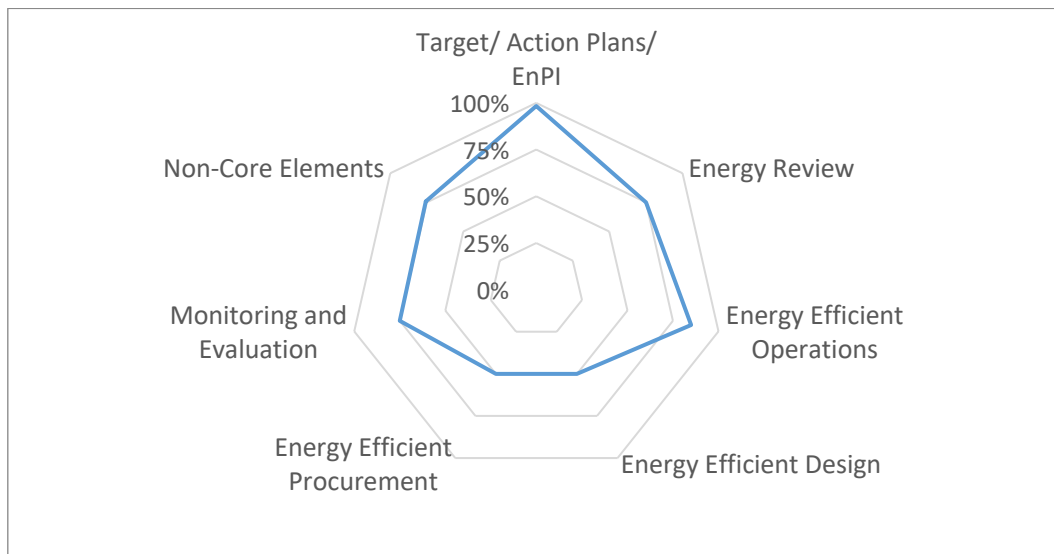 Target/ Action Plans/
EnPI
100%
75%
50%
25%
0%
Non-Core Elements
Energy Review
Monitoring and
Evaluation
Energy Efficient
Operations
Energy Efficient
Procurement
Energy Efficient Design